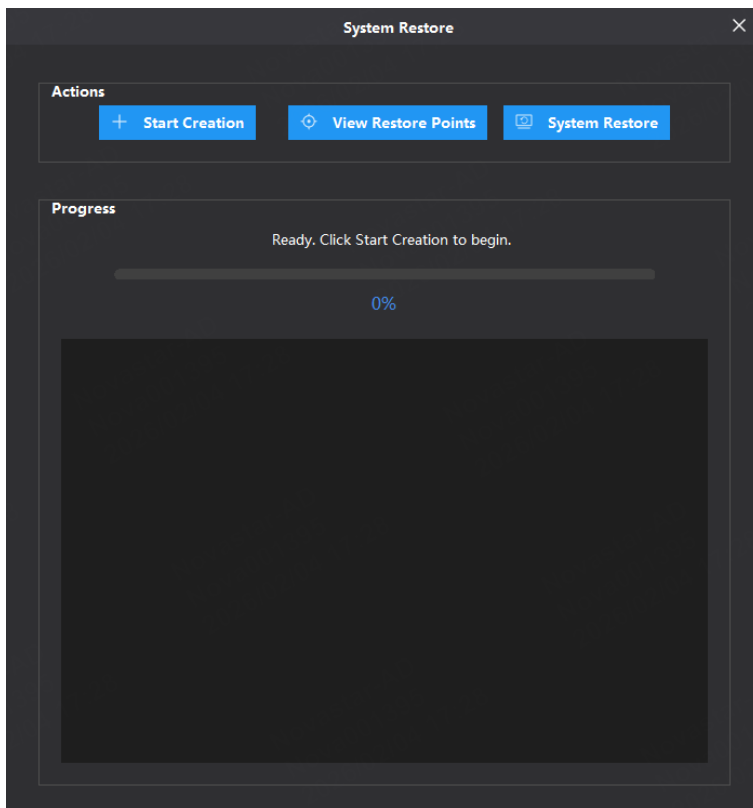 System Restore
Actions
Start Creation
View Restore Points
System Restore
Progress
Ready. Click Start Creation to begin.
0%